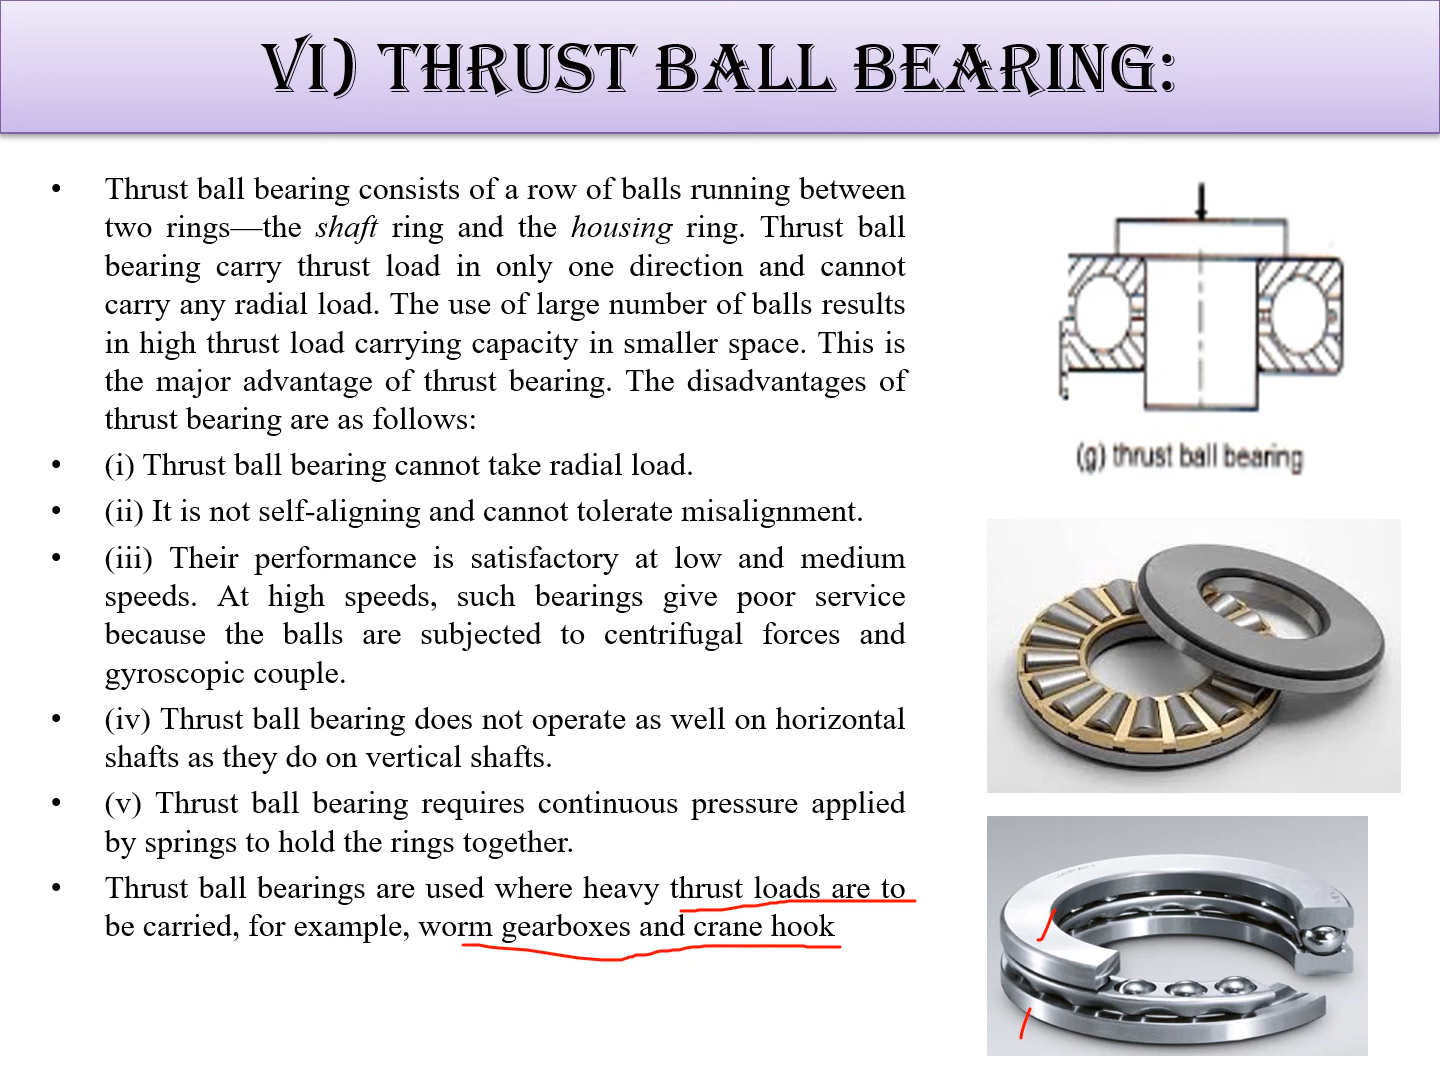 VI) THRUST BALL BEARING:
• Thrust ball bearing consists of a row of balls running between
two rings—the shaft ring and the housing ring. Thrust ball
bearing carry thrust load in only one direction and cannot
carry any radial load. The use of large number of balls results
in high thrust load carrying capacity in smaller space. This is
the major advantage of thrust bearing. The disadvantages of
thrust bearing are as follows:
• (i) Thrust ball bearing cannot take radial load.
• (ii) It is not self-aligning and cannot tolerate misalignment.
• (iii) Their performance is satisfactory at low and medium
speeds. At high speeds, such bearings give poor service
because the balls are subjected to centrifugal forces and
gyroscopic couple.
• (iv) Thrust ball bearing does not operate as well on horizontal
shafts as they do on vertical shafts.
• (v) Thrust ball bearing requires continuous pressure applied
by springs to hold the rings together.
• Thrust ball bearings are used where heavy thrust loads are to
be carried, for example, worm gearboxes and crane hook
(g) thrust ball bearing